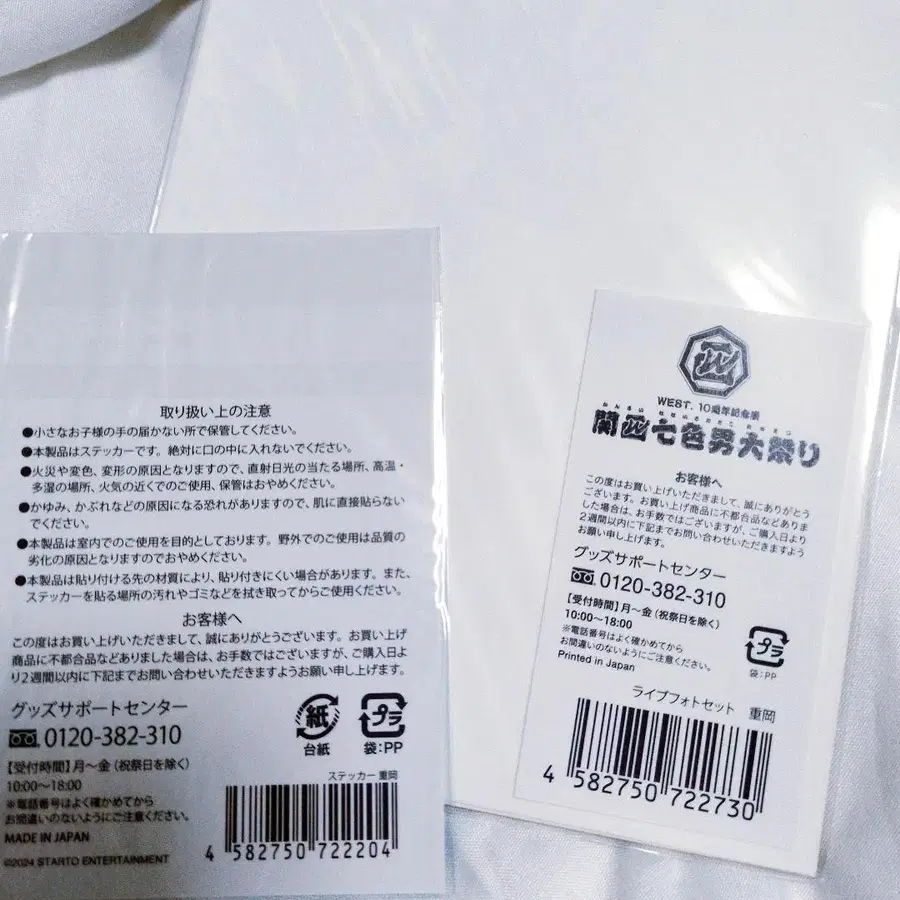 取り扱い上の注意
●小さなお子様の手の届かない所で保管してください。
●本製品はステッカーです。絶対に口の中に入れないでください。
●火災や変色、変形の原因となりますので、直射日光の当たる場所、高温・
多湿の場所、火気の近くでのご使用、保管はおやめください。
●かゆみ、かぶれなどの原因になる恐れがありますので、肌に直接貼らない
でください。
●本製品は室内でのご使用を目的としております。野外でのご使用は品質の
劣化の原因となりますのでおやめください。
●本製品は貼り付ける先の材質により、貼り付きにくい場合があります。また、
ステッカーを貼る場所の汚れやゴミなどを拭き取ってからご使用ください。
お客様へ
この度はお買い上げいただきまして、誠にありがとうございます。お買い上げ
商品に不都合品などありました場合は、お手数ではございますが、ご購入日よ
り2週間以内に下記までお問い合わせいただきますようお願い申し上げます。
グッズサポートセンター
0120-382-310
【受付時間】月〜金（祝祭日を除く）
10:00〜18:00
※電話番号はよく確かめてから
お間違いのないようにご注意ください。
MADE IN JAPAN
©2024 STARTO ENTERTAINMENT
紙
台紙
プラ
袋:PP
ステッカー 重岡
4 582750 722204
W
WEST. 10周年記念展
関西七色男大祭り
お客様へ
この度はお買い上げいただきまして、誠にありがとう
ございます。お買い上げ商品に不都合品などありま
した場合は、お手数ではございますが、ご購入日より
2週間以内に下記までお問い合わせいただきますよう
お願い申し上げます。
グッズサポートセンター
0120-382-310
【受付時間】月〜金（祝祭日を除く）
10:00〜18:00
※電話番号はよく確かめてから
お間違いのないようにご注意ください。
Printed in Japan
プラ
袋:PP
ライブフォトセット 重岡
4 582750 722730